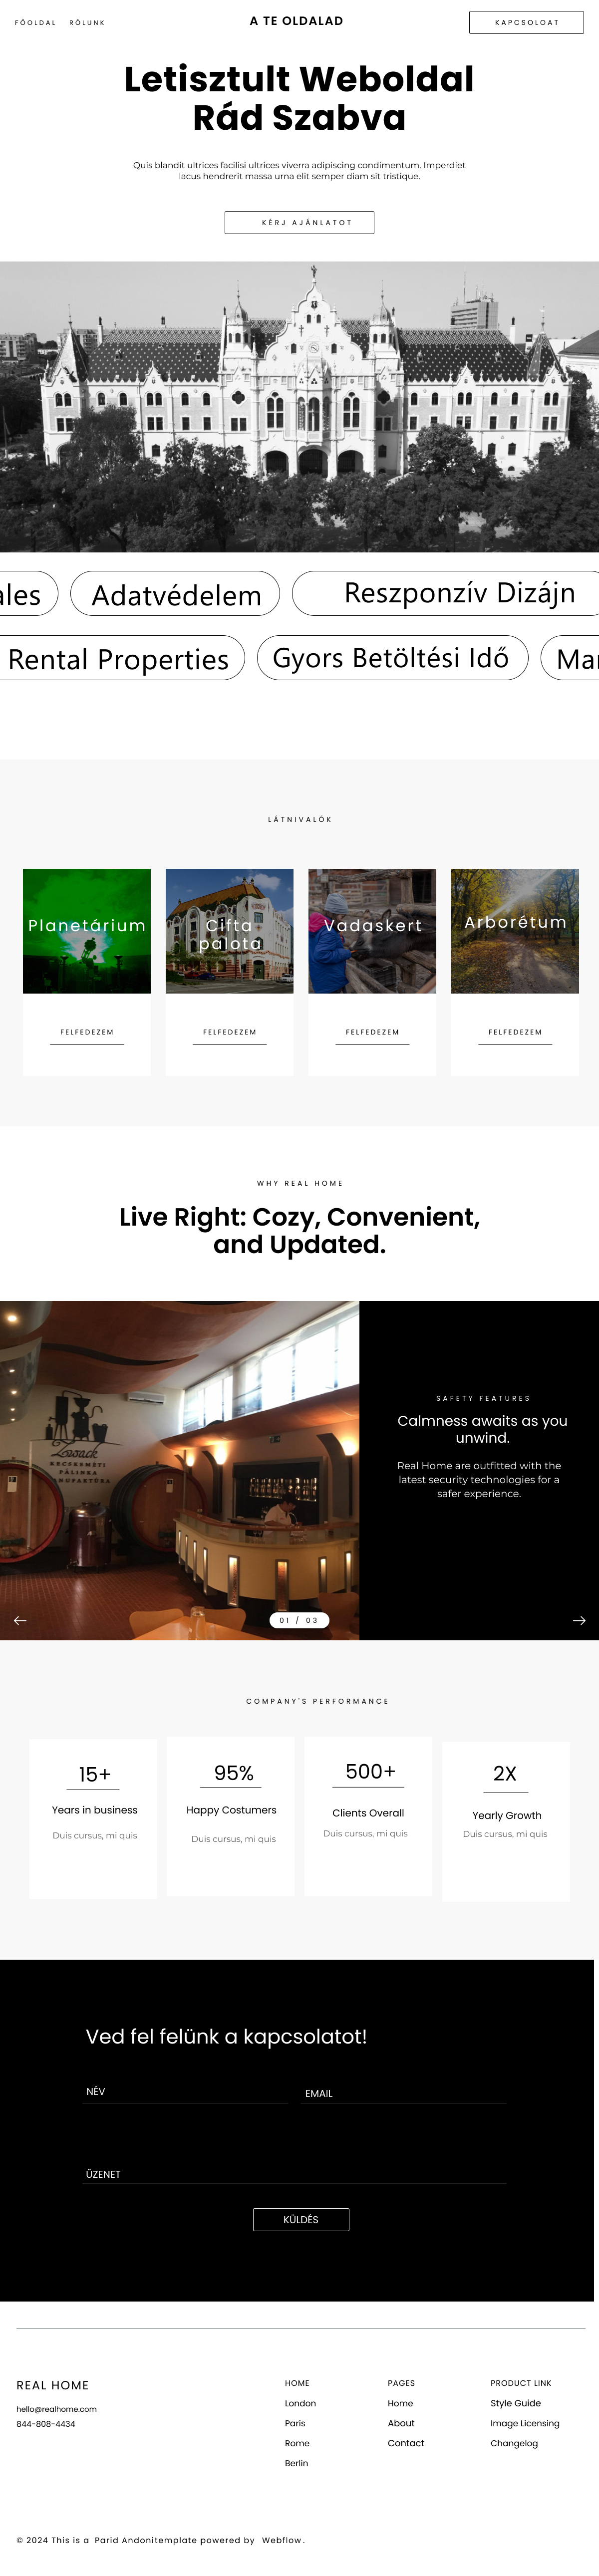 FŐOLDAL RÓLUNK A TE OLDALAD KAPCSOLOAT
Letisztult Weboldal
Rád Szabva
Quis blandit ultrices facilisi ultrices viverra adipiscing condimentum. Imperdiet
lacus hendrerit massa urna elit semper diam sit tristique.
KÉRJ AJÁNLATOT
ales Adatvédelem Reszponzív Dizájn
Rental Properties Gyors Betöltési Idő Mar
LÁTNIVALÓK
Planetárium
Cifta
palota
Vadaskert
Arborétum
FELFEDEZEM FELFEDEZEM FELFEDEZEM FELFEDEZEM
WHY REAL HOME
Live Right: Cozy, Convenient,
and Updated.
Zwack
KECSKEMÉTI
PÁLINKA
MANUFAKTÚRA
SAFETY FEATURES
Calmness awaits as you
unwind.
Real Home are outfitted with the
latest security technologies for a
safer experience.
01 / 03
COMPANY'S PERFORMANCE
15+
Years in business
Duis cursus, mi quis
95%
Happy Costumers
Duis cursus, mi quis
500+
Clients Overall
Duis cursus, mi quis
2X
Yearly Growth
Duis cursus, mi quis
Ved fel felünk a kapcsolatot!
NÉV
EMAIL
ÜZENET
KÜLDÉS
REAL HOME
hello@realhome.com
844-808-4434
HOME
London
Paris
Rome
Berlin
PAGES
Home
About
Contact
PRODUCT LINK
Style Guide
Image Licensing
Changelog
© 2024 This is a Parid Andonitemplate powered by Webflow.